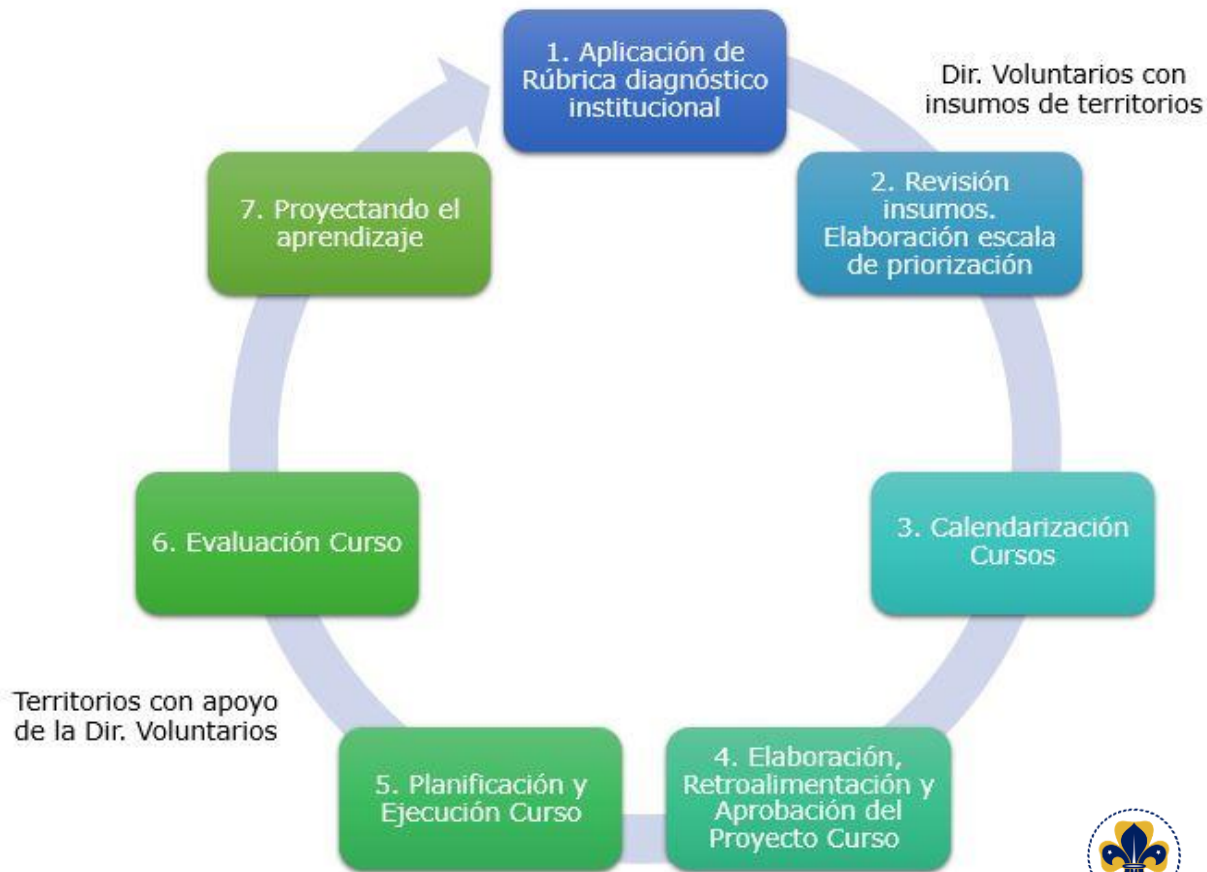 1. Aplicación de
Rúbrica diagnóstico
institucional
Dir. Voluntarios con
insumos de territorios
2. Revisión
insumos.
Elaboración escala
de priorización
3. Calendarización
Cursos
4. Elaboración,
Retroalimentación y
Aprobación del
Proyecto Curso
5. Planificación y
Ejecución Curso
Territorios con apoyo
de la Dir. Voluntarios
6. Evaluación Curso
7. Proyectando el
aprendizaje